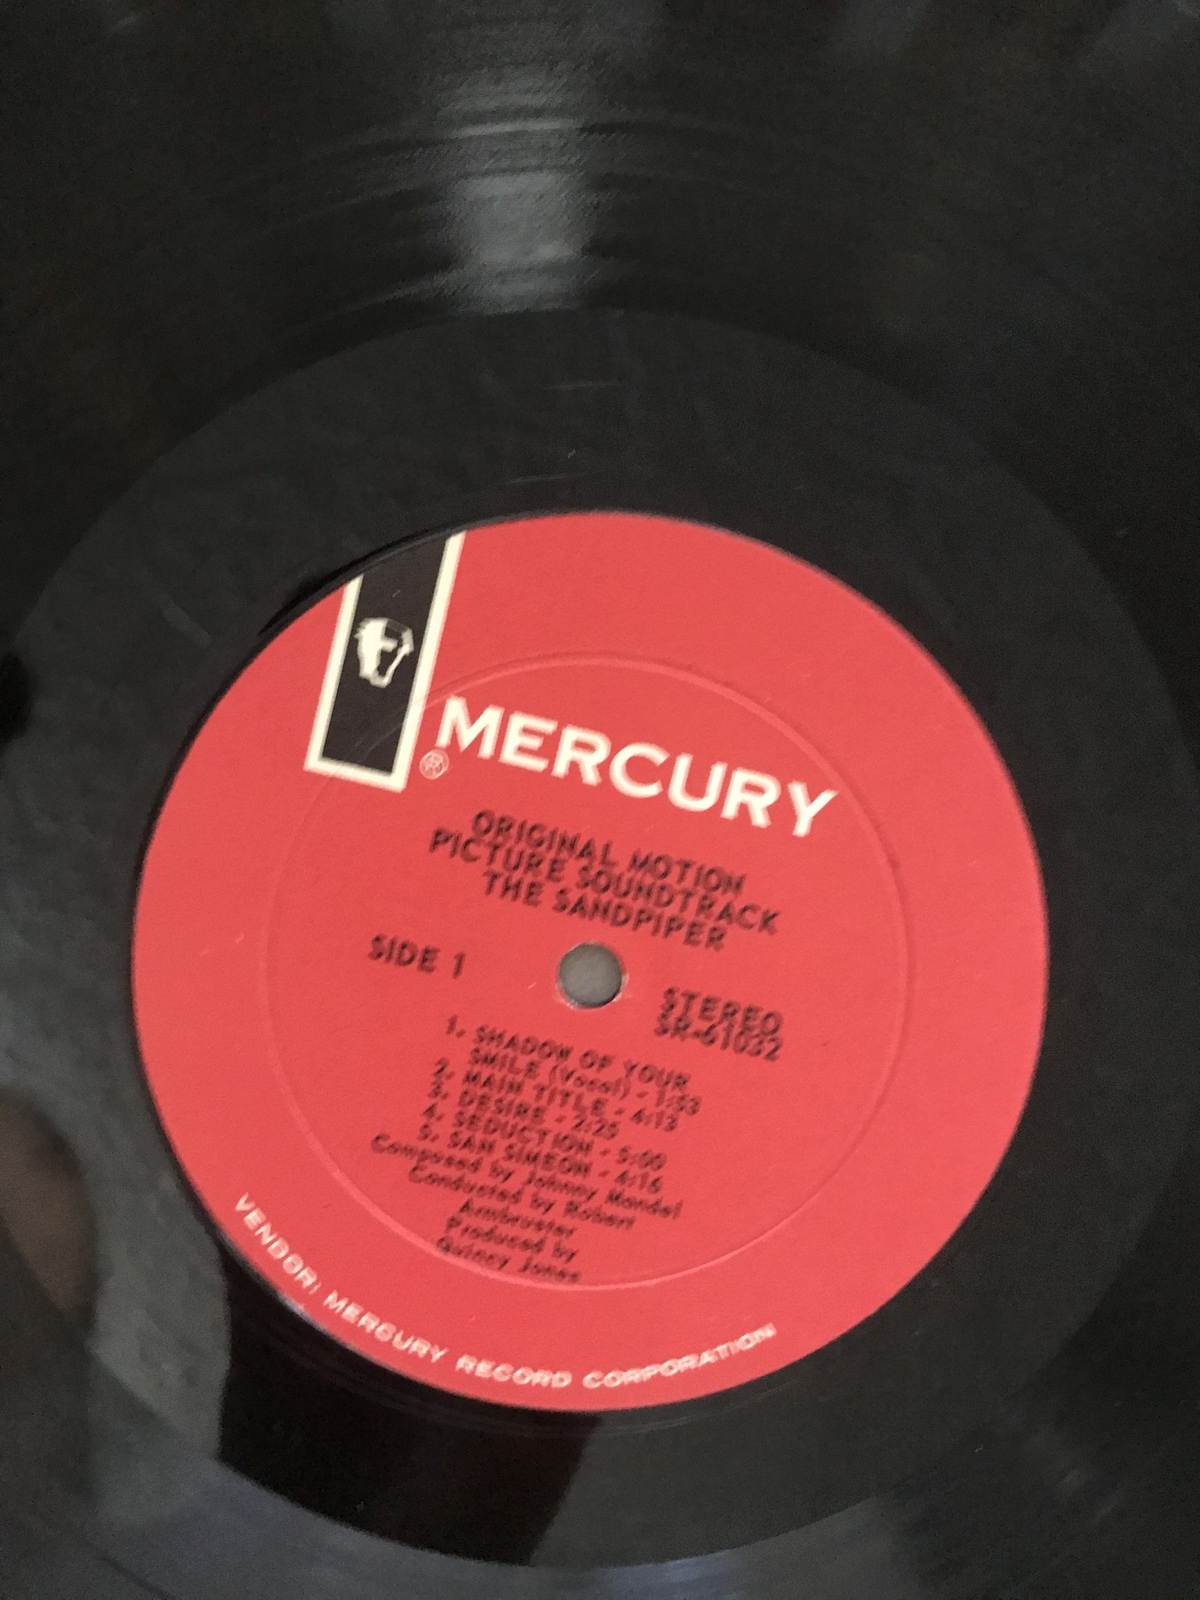 MERCURY
®
ORIGINAL MOTION
PICTURE SOUNDTRACK
THE SANDPIPER
SIDE 1
STEREO
SR-61032
1. SHADOW OF YOUR
SMILE (Vocal) - 1:53
2. MAIN TITLE - 4:13
3. DESIRE - 2:25
4. SEDUCTION - 5:00
5. SAN SIMEON - 4:16
Composed by Johnny Mandel
Conducted by Robert
Armbruster
Produced by
Quincy Jones
VENDOR: MERCURY RECORD CORPORATION